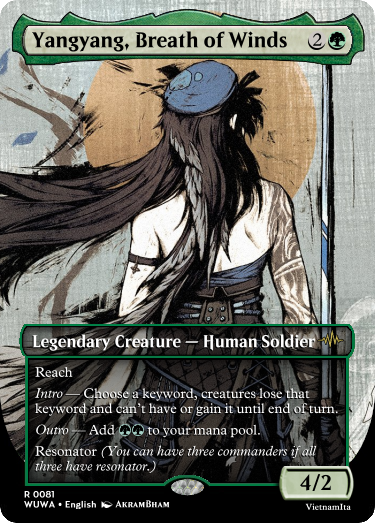 Yangyang, Breath of Winds 2
Legendary Creature — Human Soldier
Reach
Intro — Choose a keyword, creatures lose that
keyword and can't have or gain it until end of turn.
Outro — Add to your mana pool.
Resonator (You can have three commanders if all
three have resonator.)
4/2
R 0081
WUWA • English AkramBham
VietnamIta